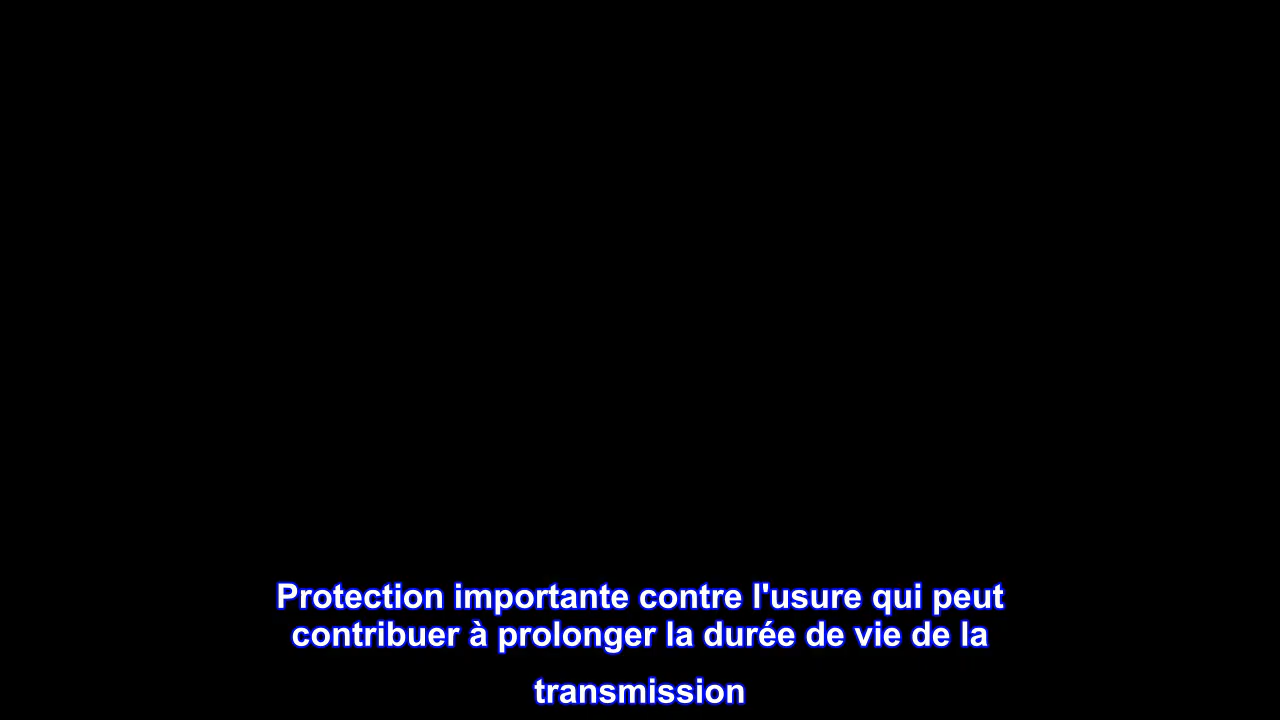 Protection importante contre l'usure qui peut
contribuer à prolonger la durée de vie de la
transmission